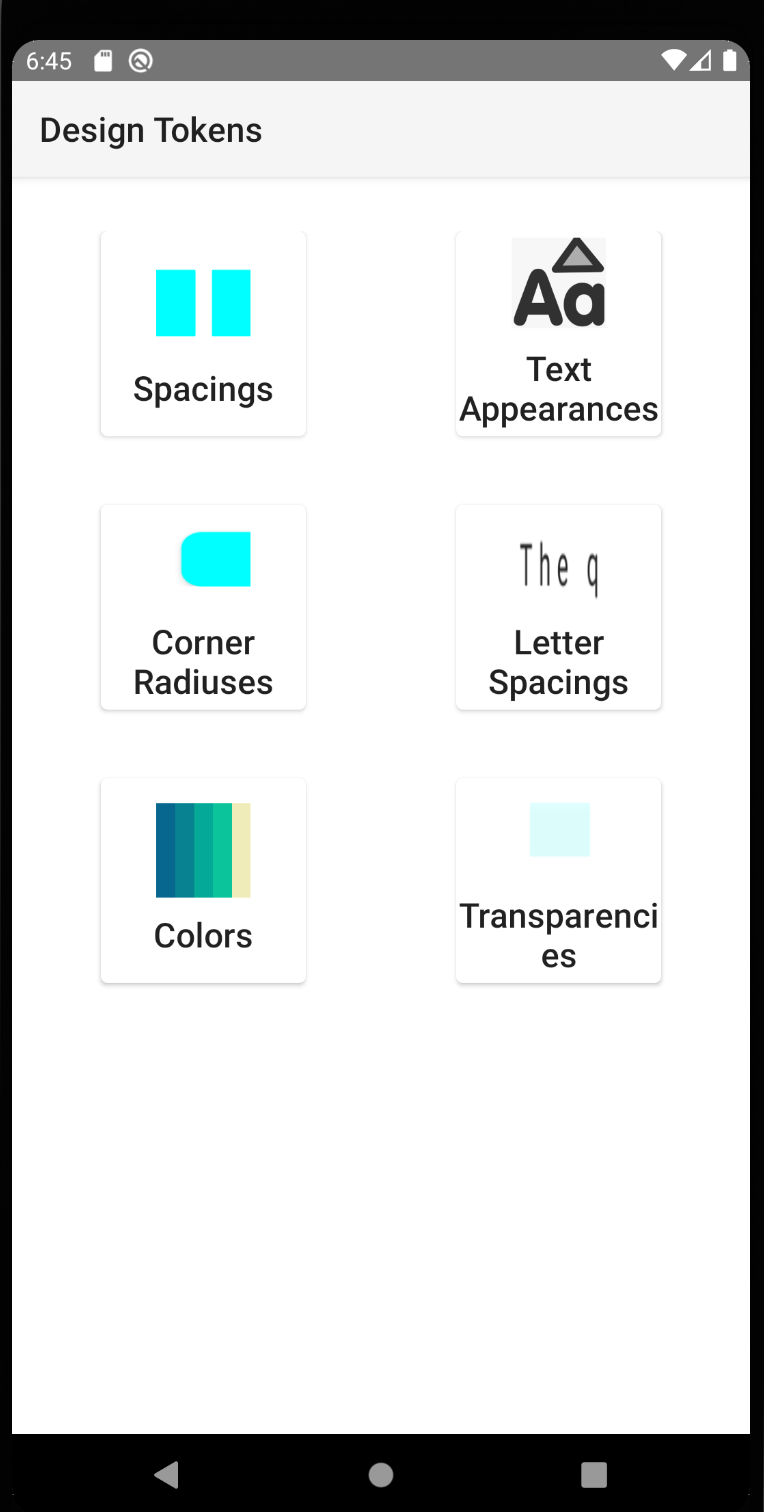 6:45
Design Tokens
Spacings
Aa
Text
Appearances
Corner
Radiuses
The q
Letter
Spacings
Colors
Transparenci
es